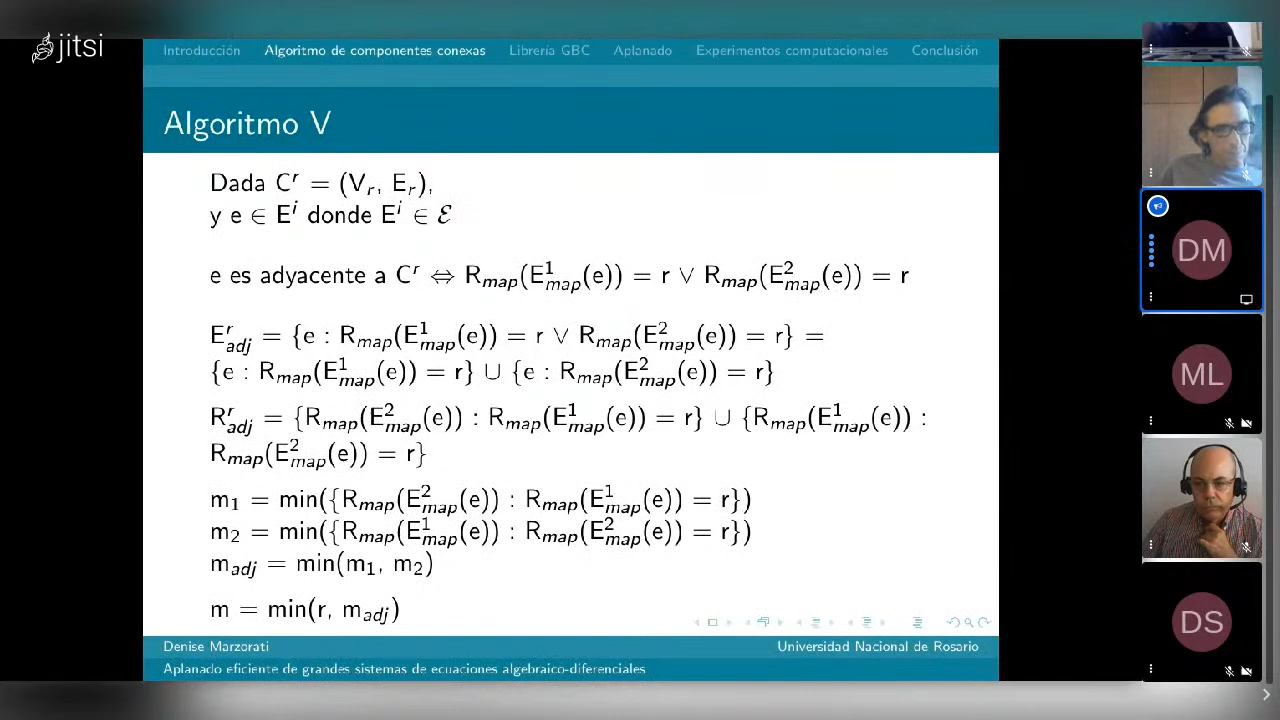 jitsi
Introducción Algoritmo de componentes conexas Librería GBC Aplanado Experimentos computacionales Conclusión
Algoritmo V
Dada Cʳ = (Vᵣ, Eᵣ),
y e ∈ Eⁱ donde Eⁱ ∈ ℰ
e es adyacente a Cʳ ⇔ R_map(E¹_map(e)) = r ∨ R_map(E²_map(e)) = r
Eʳ_adj = {e : R_map(E¹_map(e)) = r ∨ R_map(E²_map(e)) = r} =
{e : R_map(E¹_map(e)) = r} ∪ {e : R_map(E²_map(e)) = r}
Rʳ_adj = {R_map(E²_map(e)) : R_map(E¹_map(e)) = r} ∪ {R_map(E¹_map(e)) :
R_map(E²_map(e)) = r}
m₁ = min({R_map(E²_map(e)) : R_map(E¹_map(e)) = r})
m₂ = min({R_map(E¹_map(e)) : R_map(E²_map(e)) = r})
m_adj = min(m₁, m₂)
m = min(r, m_adj)
Denise Marzorati Universidad Nacional de Rosario
Aplanado eficiente de grandes sistemas de ecuaciones algebraico-diferenciales
DM
ML
DS